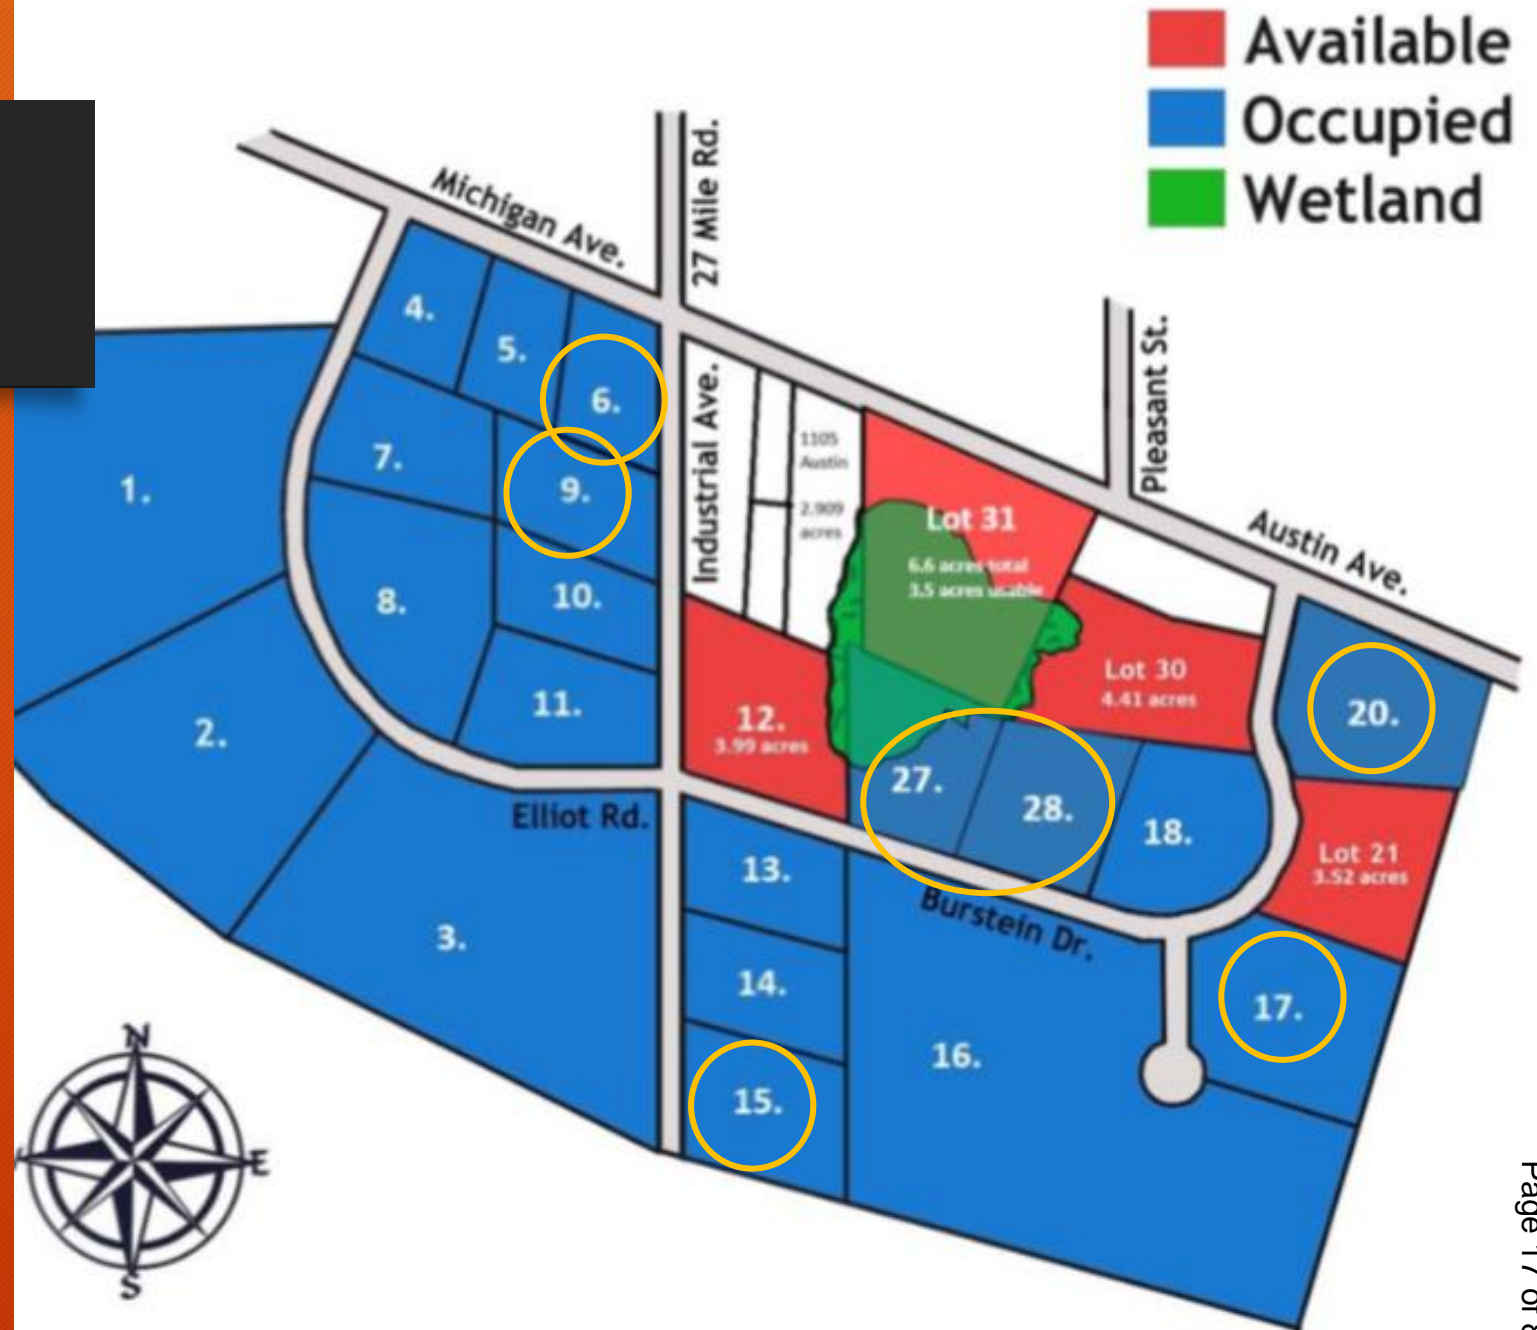 Available
Occupied
Wetland
Michigan Ave.
27 Mile Rd.
Pleasant St.
Industrial Ave.
Austin Ave.
Elliot Rd.
Burstein Dr.
1.
2.
3.
4.
5.
6.
7.
8.
9.
10.
11.
12.
3.99 acres
13.
14.
15.
16.
17.
18.
20.
Lot 21
3.52 acres
27.
28.
Lot 30
4.41 acres
Lot 31
6.6 acres total
3.5 acres usable
1105
Austin
2.909
acres
N
E
S
Page 17 of